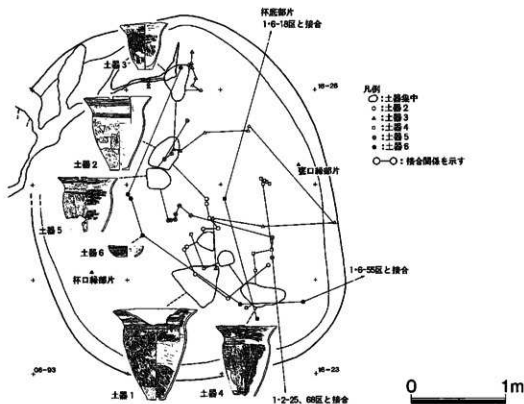 坏底部片
1-6-18区と接合
土器3
16-26
凡例
:土器集中
:土器2
:土器3
:土器4
:土器5
:土器6
:接合関係を示す
土器2
壺口縁部片
土器5
土器6
坏口縁部片
1-6-55区と接合
06-93
16-23
土器1
土器4
1-2-25、68区と接合
0
1m